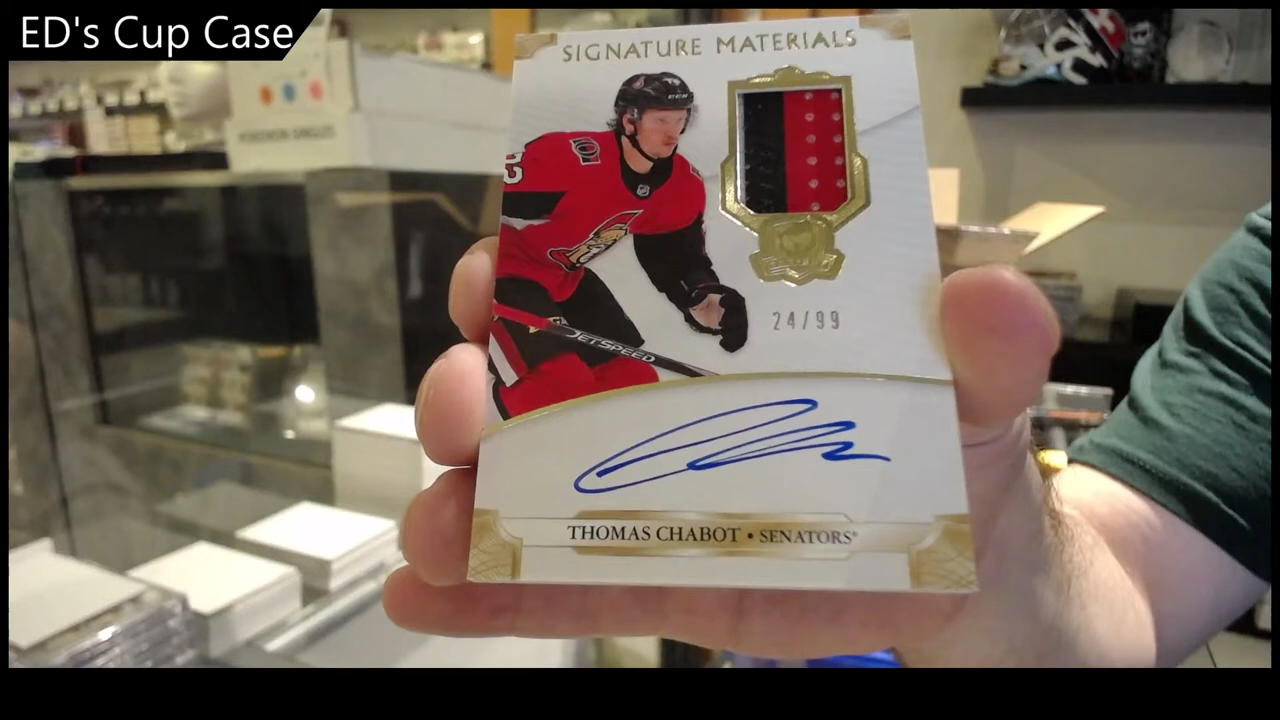 ED's Cup Case
SIGNATURE MATERIALS
24/99
JETSPEED
THOMAS CHABOT • SENATORS®